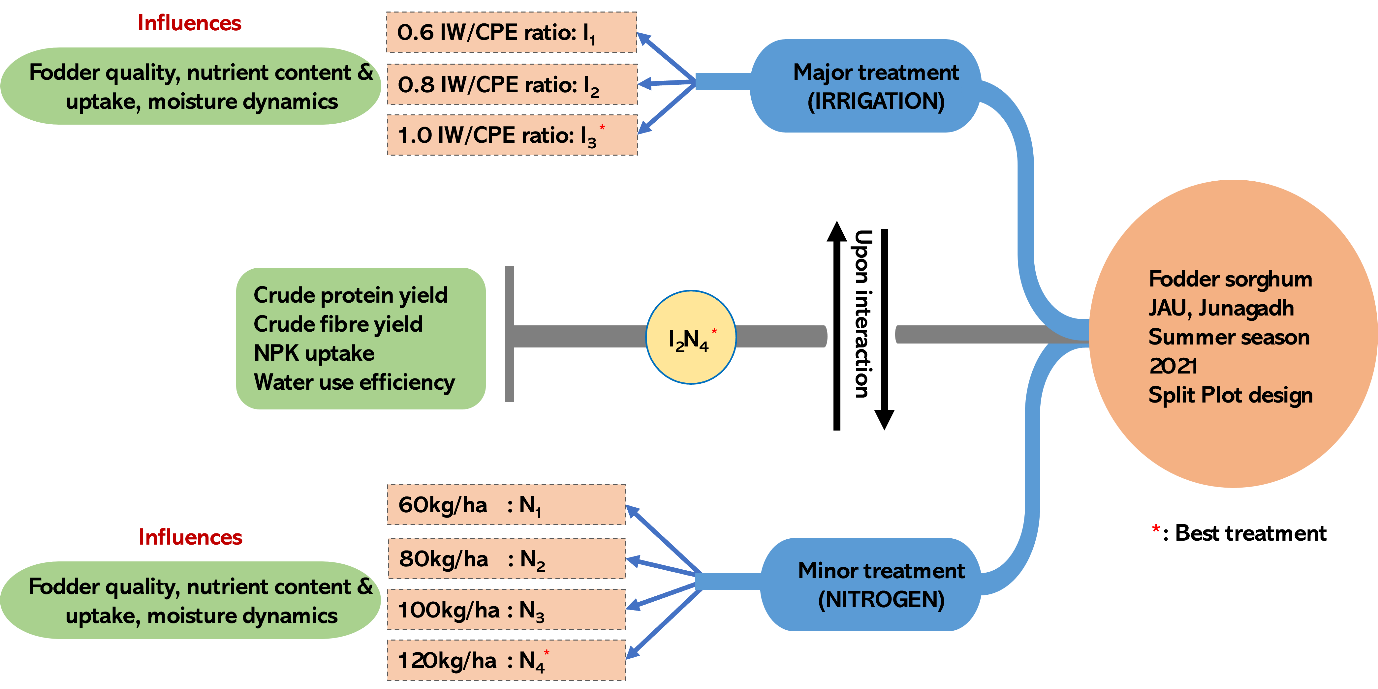 Influences
Fodder quality, nutrient content &
uptake, moisture dynamics
0.6 IW/CPE ratio: I₁
0.8 IW/CPE ratio: I₂
1.0 IW/CPE ratio: I₃*
Major treatment
(IRRIGATION)
Crude protein yield
Crude fibre yield
NPK uptake
Water use efficiency
I₂N₄*
Upon interaction
Fodder sorghum
JAU, Junagadh
Summer season
2021
Split Plot design
Influences
Fodder quality, nutrient content &
uptake, moisture dynamics
60kg/ha : N₁
80kg/ha : N₂
100kg/ha : N₃
120kg/ha : N₄*
Minor treatment
(NITROGEN)
*: Best treatment